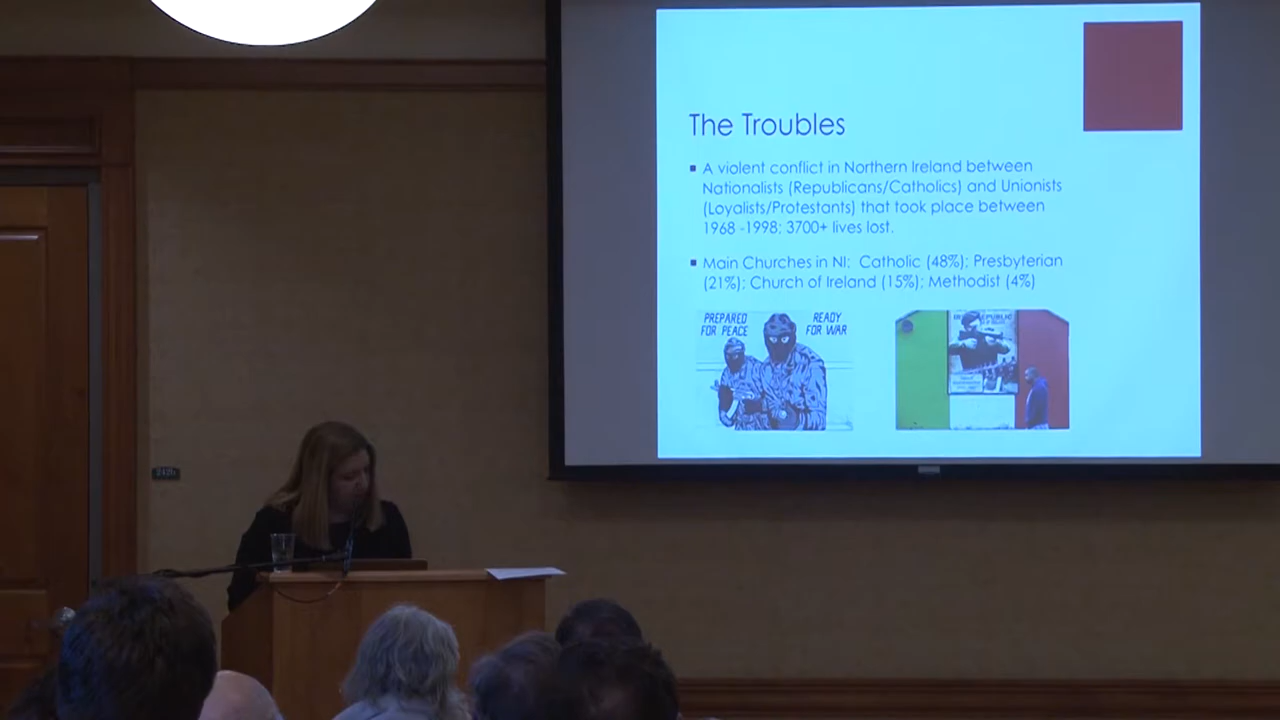 The Troubles
A violent conflict in Northern Ireland between
Nationalists (Republicans/Catholics) and Unionists
(Loyalists/Protestants) that took place between
1968 -1998; 3700+ lives lost.
Main Churches in NI: Catholic (48%); Presbyterian
(21%); Church of Ireland (15%); Methodist (4%)
PREPARED
FOR PEACE
READY
FOR WAR